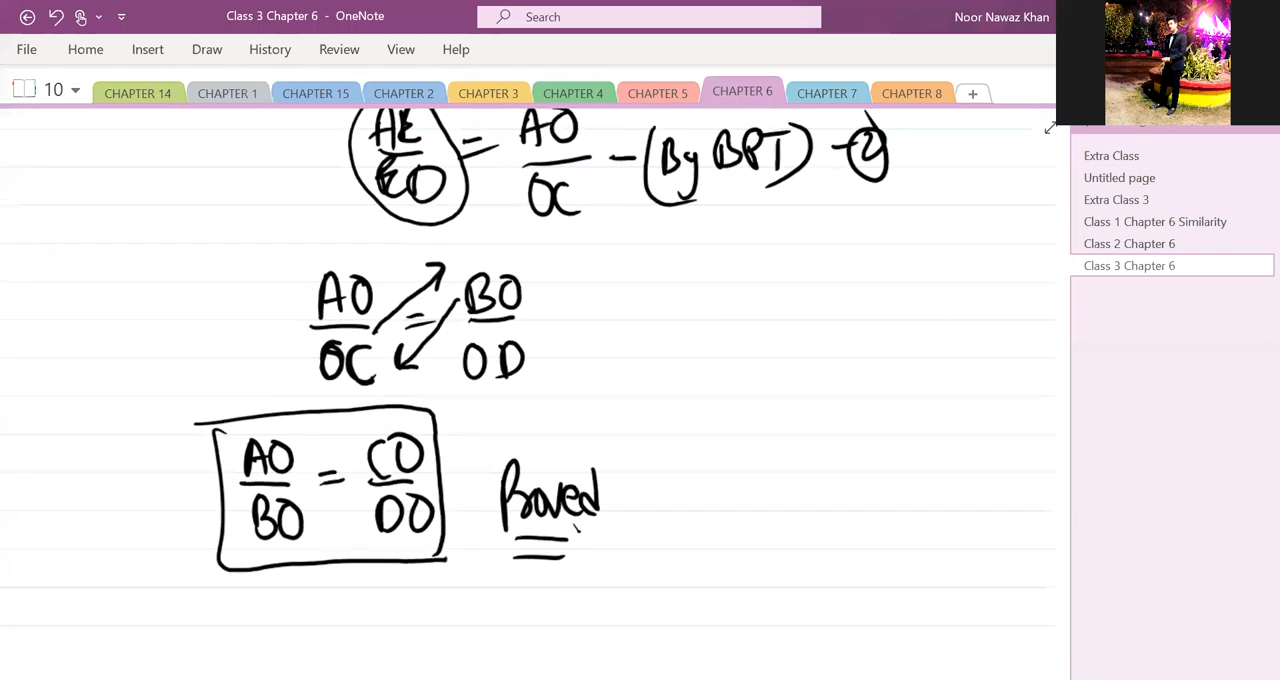 Class 3 Chapter 6 - OneNote
Search
Noor Nawaz Khan
File Home Insert Draw History Review View Help
10 CHAPTER 14 CHAPTER 1 CHAPTER 15 CHAPTER 2 CHAPTER 3 CHAPTER 4 CHAPTER 5 CHAPTER 6 CHAPTER 7 CHAPTER 8 +
Extra Class
Untitled page
Extra Class 3
Class 1 Chapter 6 Similarity
Class 2 Chapter 6
Class 3 Chapter 6
AE/ED = AO/OC - (By BPT) - 2
AO/OC = BO/OD
AO/BO = CO/DO Proved